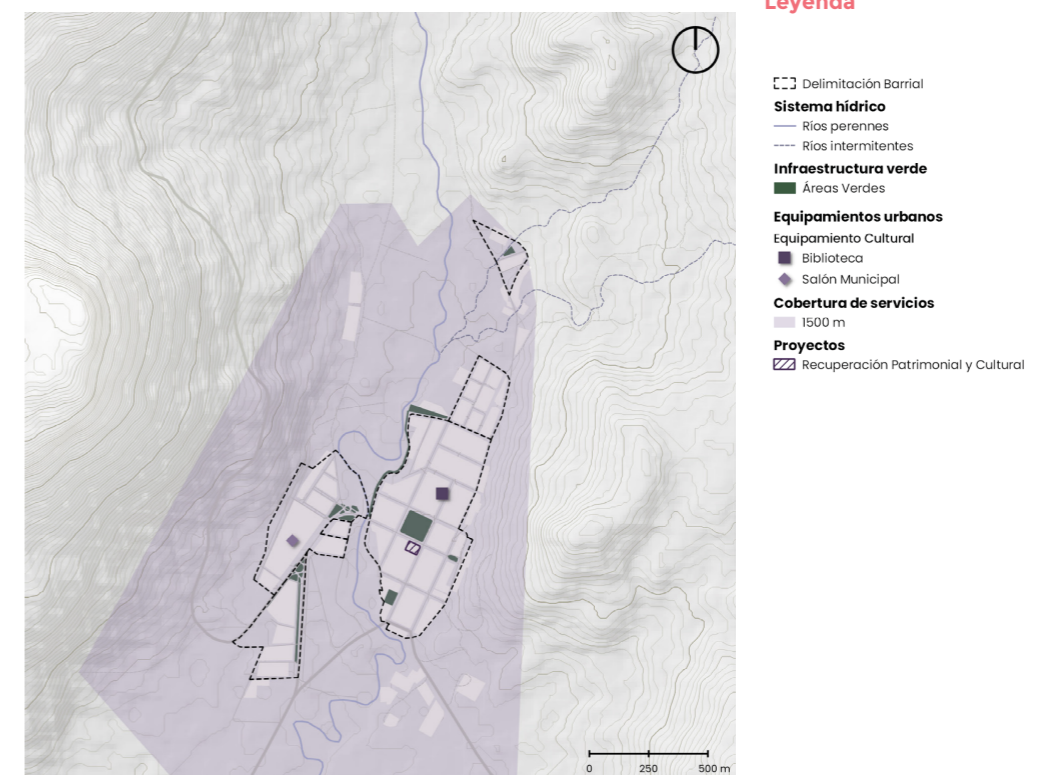 Leyenda
Delimitación Barrial
Sistema hídrico
Ríos perennes
Ríos intermitentes
Infraestructura verde
Áreas Verdes
Equipamientos urbanos
Equipamiento Cultural
Biblioteca
Salón Municipal
Cobertura de servicios
1500 m
Proyectos
Recuperación Patrimonial y Cultural
0 250 500 m